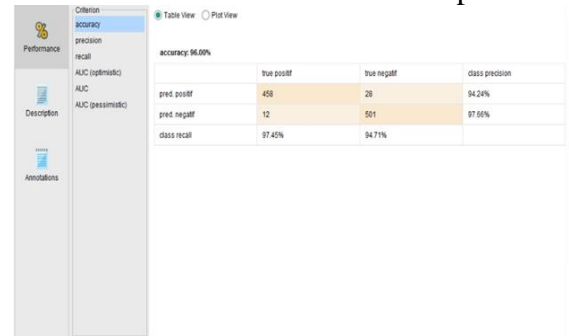 Performance
Description
Annotations
Criterion
accuracy
precision
recall
AUC (optimistic)
AUC
AUC (pessimistic)
Table View Plot View
accuracy: 96.00%
true positif true negatif class precision
pred. positif 458 28 94.24%
pred. negatif 12 501 97.66%
class recall 97.45% 94.71%